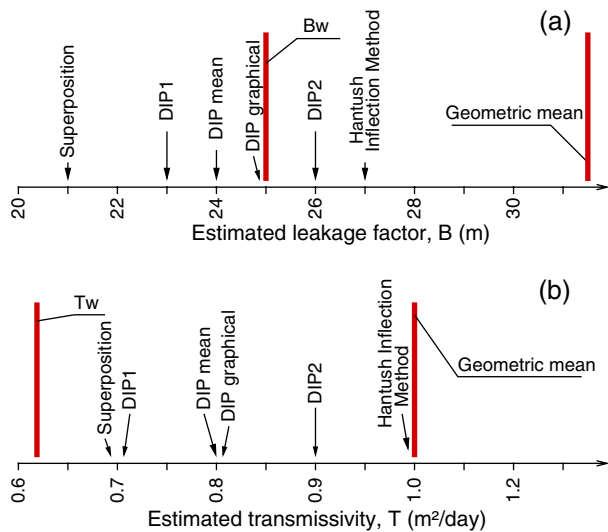 (a)
Bw
Superposition
DIP1
DIP mean
DIP graphical
DIP2
Hantush
Inflection Method
Geometric mean
20 22 24 26 28 30
Estimated leakage factor, B (m)
(b)
Tw
Superposition
DIP1
DIP mean
DIP graphical
DIP2
Hantush Inflection
Method
Geometric mean
0.6 0.7 0.8 0.9 1.0 1.2
Estimated transmissivity, T (m²/day)